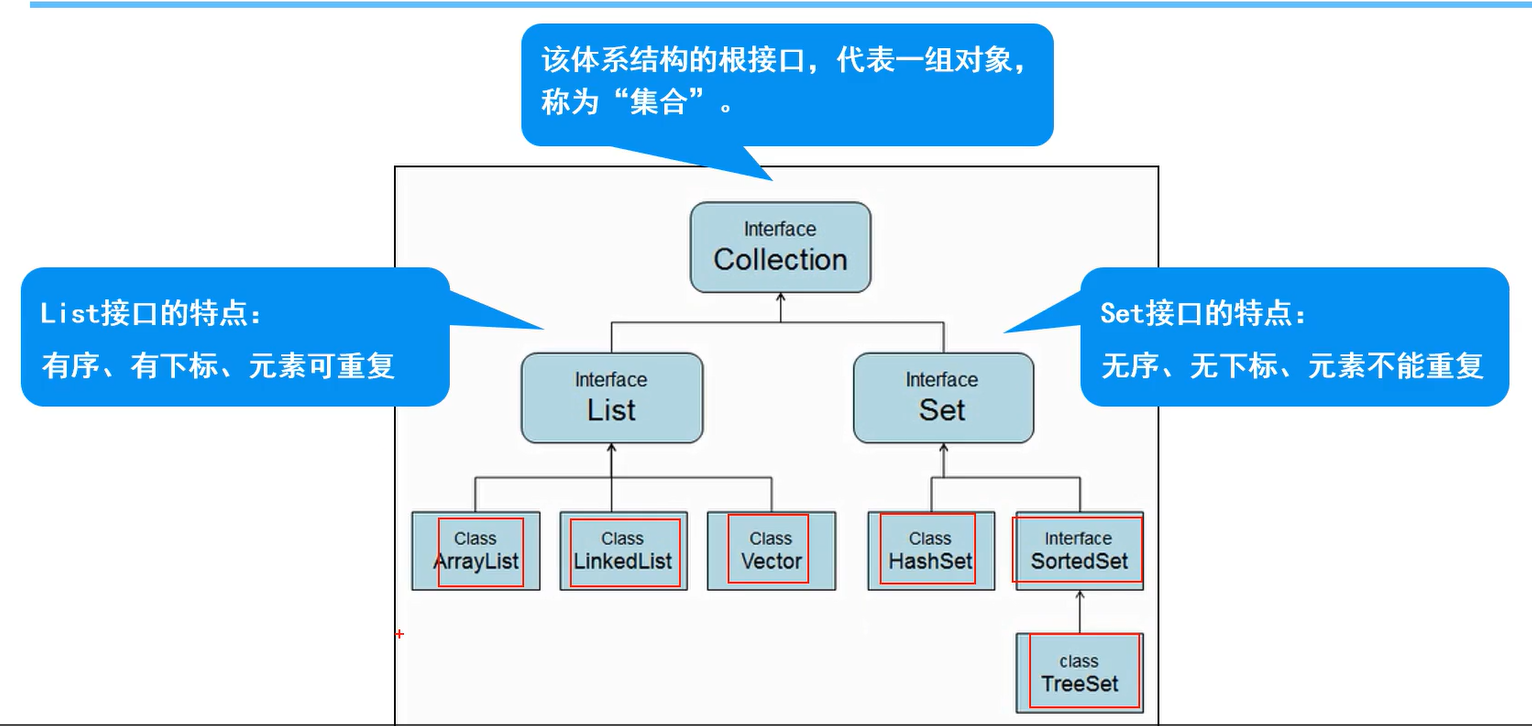 该体系结构的根接口，代表一组对象，
称为“集合”。
Interface
Collection
List接口的特点：
有序、有下标、元素可重复
Set接口的特点：
无序、无下标、元素不能重复
Interface
List
Interface
Set
Class
ArrayList
Class
LinkedList
Class
Vector
Class
HashSet
Interface
SortedSet
class
TreeSet